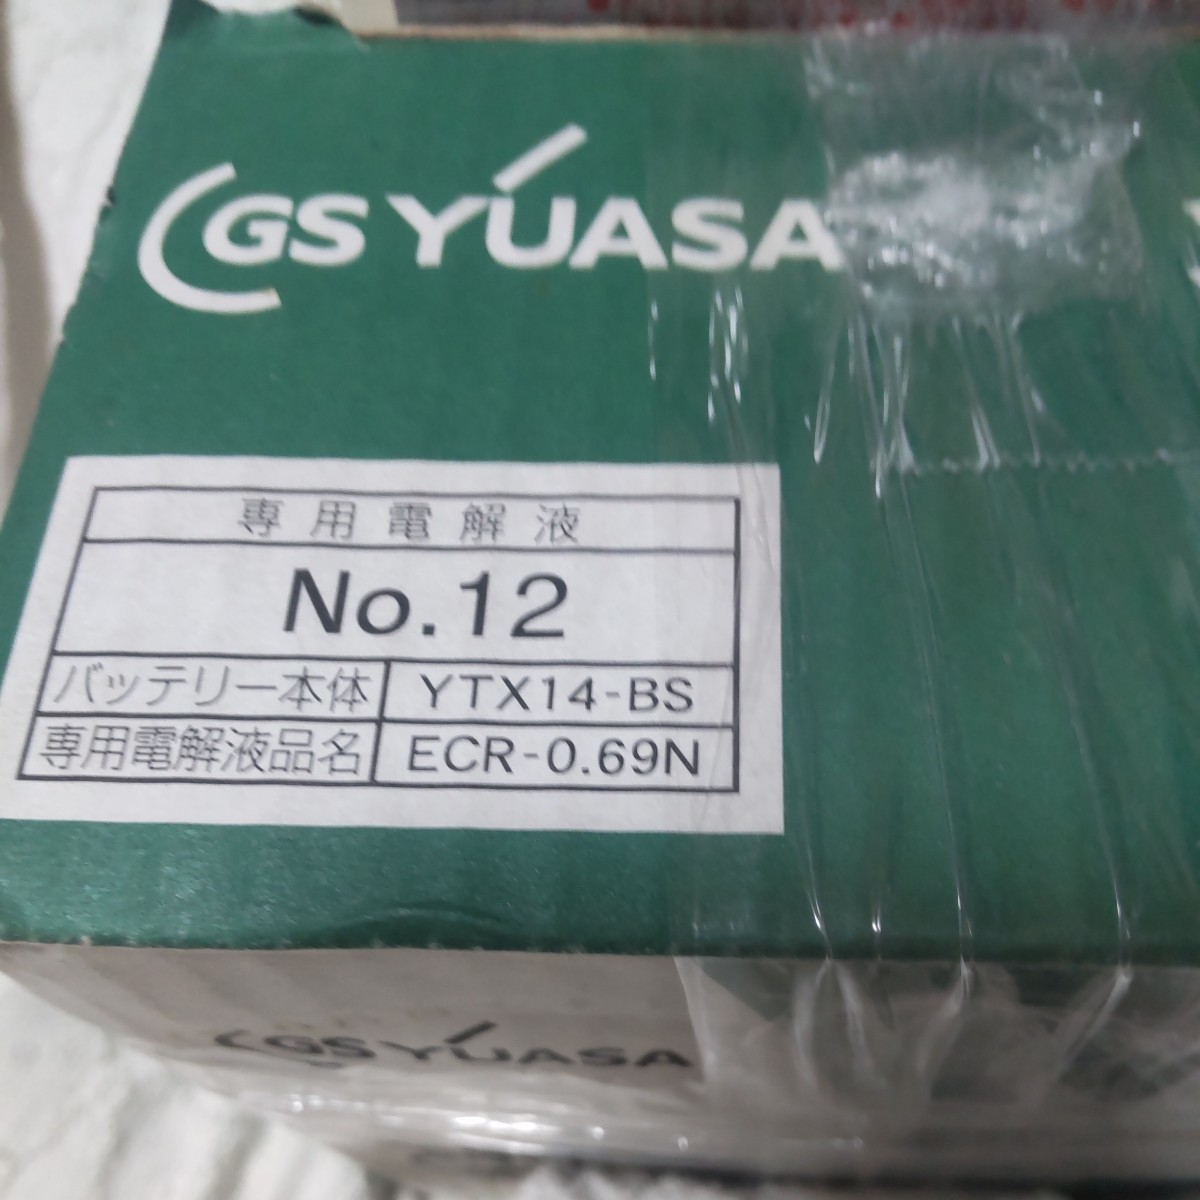 GS YUASA
専用電解液
No.12
バッテリー本体 YTX14-BS
専用電解液品名 ECR-0.69N
GS YUASA